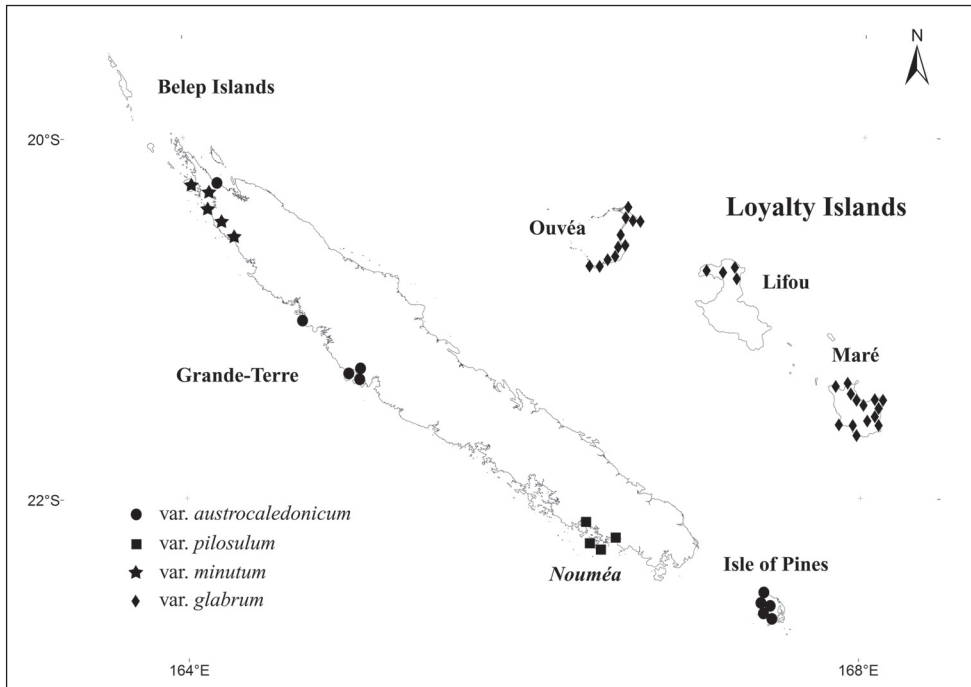 N
Belep Islands
20°S
Loyalty Islands
Ouvéa
Lifou
Maré
Grande-Terre
22°S
var. austrocaledonicum
var. pilosulum
var. minutum
var. glabrum
Nouméa
Isle of Pines
164°E
168°E